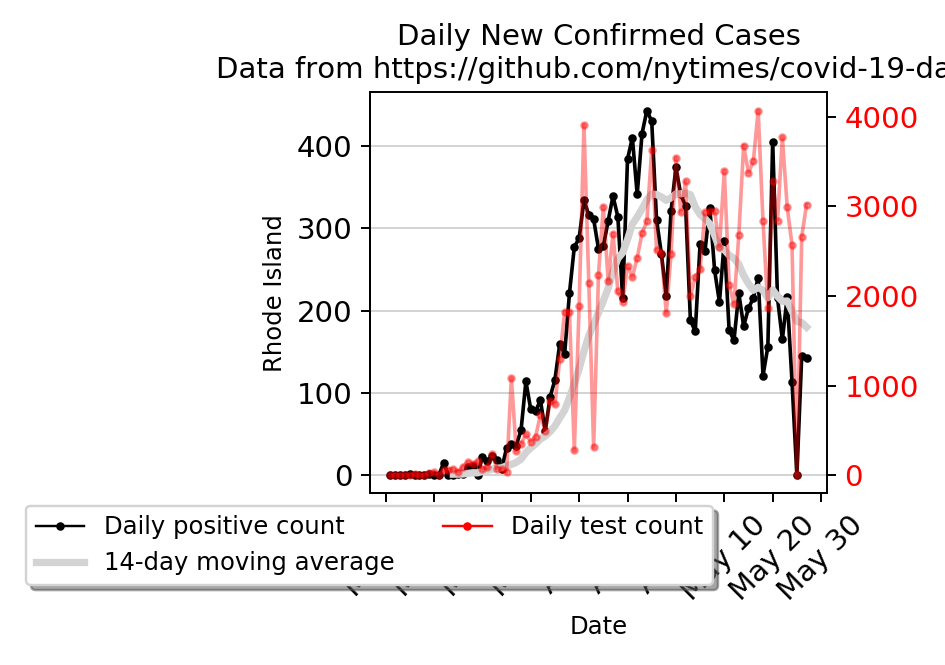 Daily New Confirmed Cases
Data from https://github.com/nytimes/covid-19-da
400
300
200
100
0
4000
3000
2000
1000
0
Rhode Island
Daily positive count
Daily test count
14-day moving average
10
May 20
May 30
Date